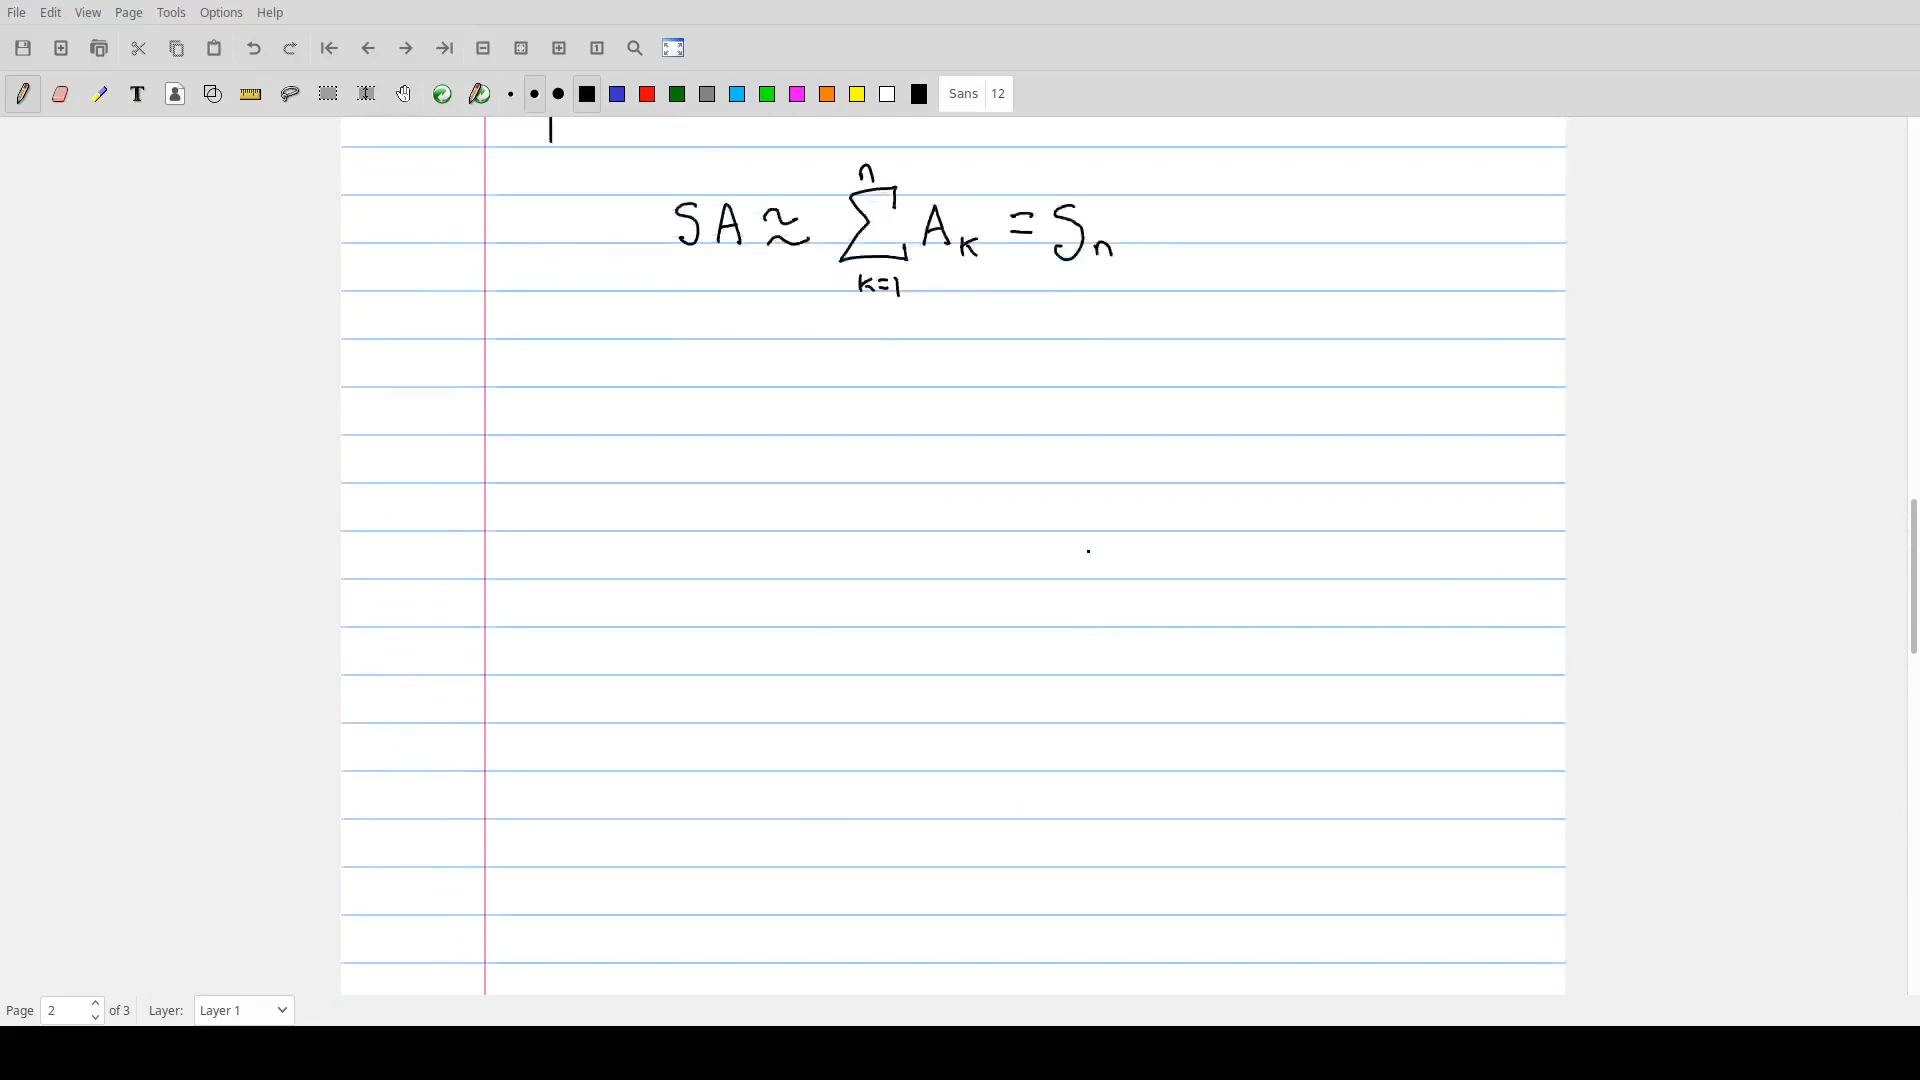 File Edit View Page Tools Options Help
Sans 12
n
SA ≈ ∑ A_k = S_n
k=1
Page 2 of 3 Layer: Layer 1